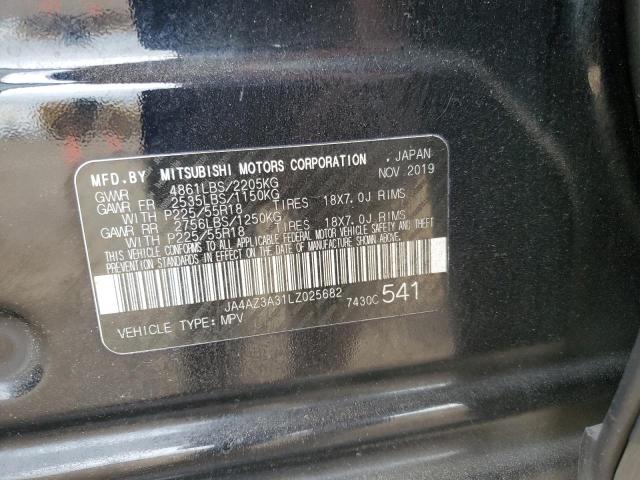 MFD.BY MITSUBISHI MOTORS CORPORATION , JAPAN
GVWR 4861LBS/2205KG NOV 2019
GAWR FR 2535LBS/1150KG
WITH P225/55R18 TIRES 18X7.0J RIMS
GAWR RR 2756LBS/1250KG
WITH P225/55R18 TIRES 18X7.0J RIMS
THIS VEHICLE CONFORMS TO ALL APPLICABLE FEDERAL MOTOR VEHICLE SAFETY AND THEFT
PREVENTION STANDARDS IN EFFECT ON THE DATE OF MANUFACTURE SHOWN ABOVE.
JA4AZ3A31LZ025682
VEHICLE TYPE: MPV 7430C 541